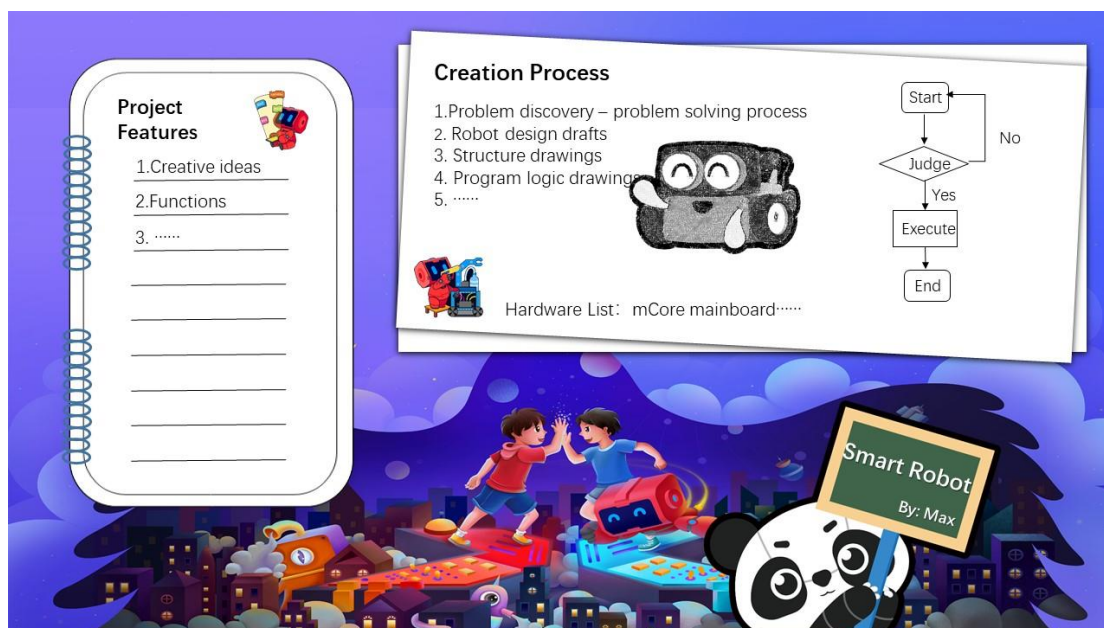 Project
Features
1.Creative ideas
2.Functions
3. ······
Creation Process
1.Problem discovery – problem solving process
2. Robot design drafts
3. Structure drawings
4. Program logic drawings
5. ······
Hardware List： mCore mainboard······
Start
No
Judge
Yes
Execute
End
Smart Robot
By: Max